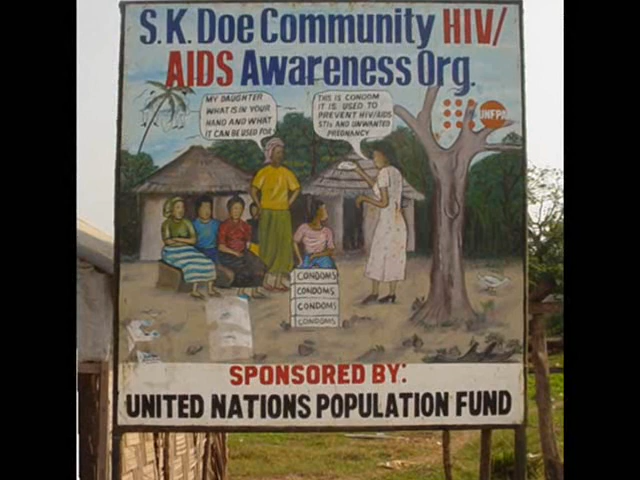 S.K. Doe Community HIV/
AIDS Awareness Org.
MY DAUGHTER
WHAT IS IN YOUR
HAND AND WHAT
IT CAN BE USED FOR
THIS IS CONDOM
IT IS USED TO
PREVENT HIV/AIDS
STIs AND UNWANTED
PREGNANCY
UNFPA
CONDOMS
CONDOMS
CONDOMS
CONDOMS
SPONSORED BY:
UNITED NATIONS POPULATION FUND